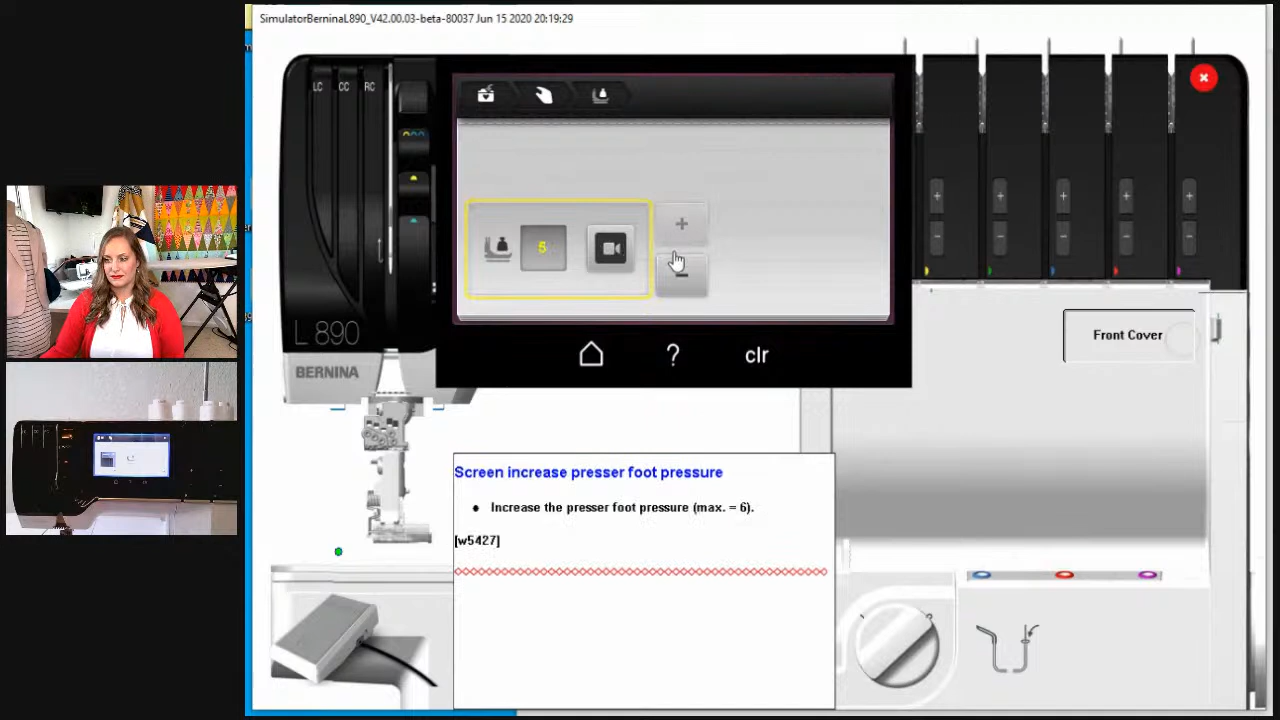 SimulatorBerninaL890_V42.00.03-beta-80037 Jun 15 2020 20:19:29
LC CC RC
5
+
-
?
clr
L 890
BERNINA
+ + + + +
- - - - -
Front Cover
Screen increase presser foot pressure
● Increase the presser foot pressure (max. = 6).
[w5427]